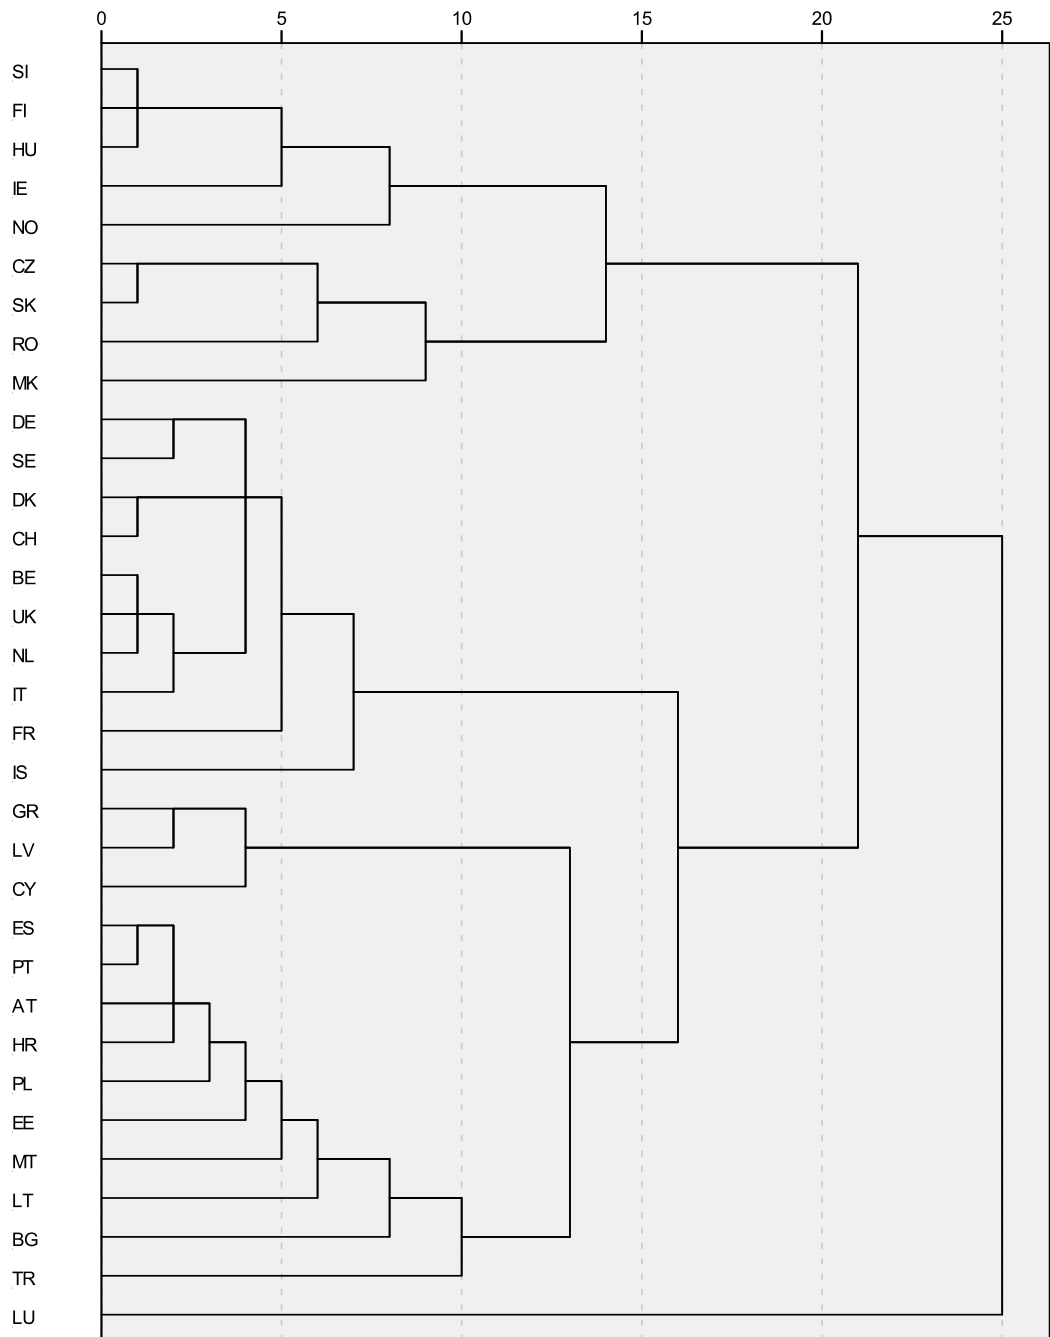 0 5 10 15 20 25
SI
FI
HU
IE
NO
CZ
SK
RO
MK
DE
SE
DK
CH
BE
UK
NL
IT
FR
IS
GR
LV
CY
ES
PT
AT
HR
PL
EE
MT
LT
BG
TR
LU